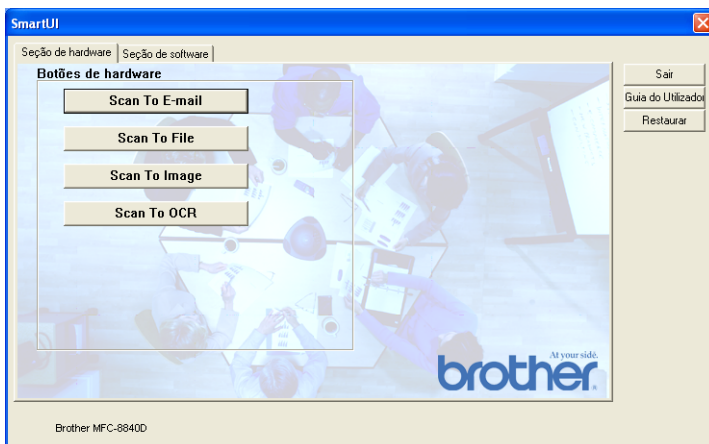 SmartUI
Seção de hardware
Seção de software
Botões de hardware
Scan To E-mail
Scan To File
Scan To Image
Scan To OCR
Sair
Guia do Utilizador
Restaurar
At your side.
brother
Brother MFC-8840D